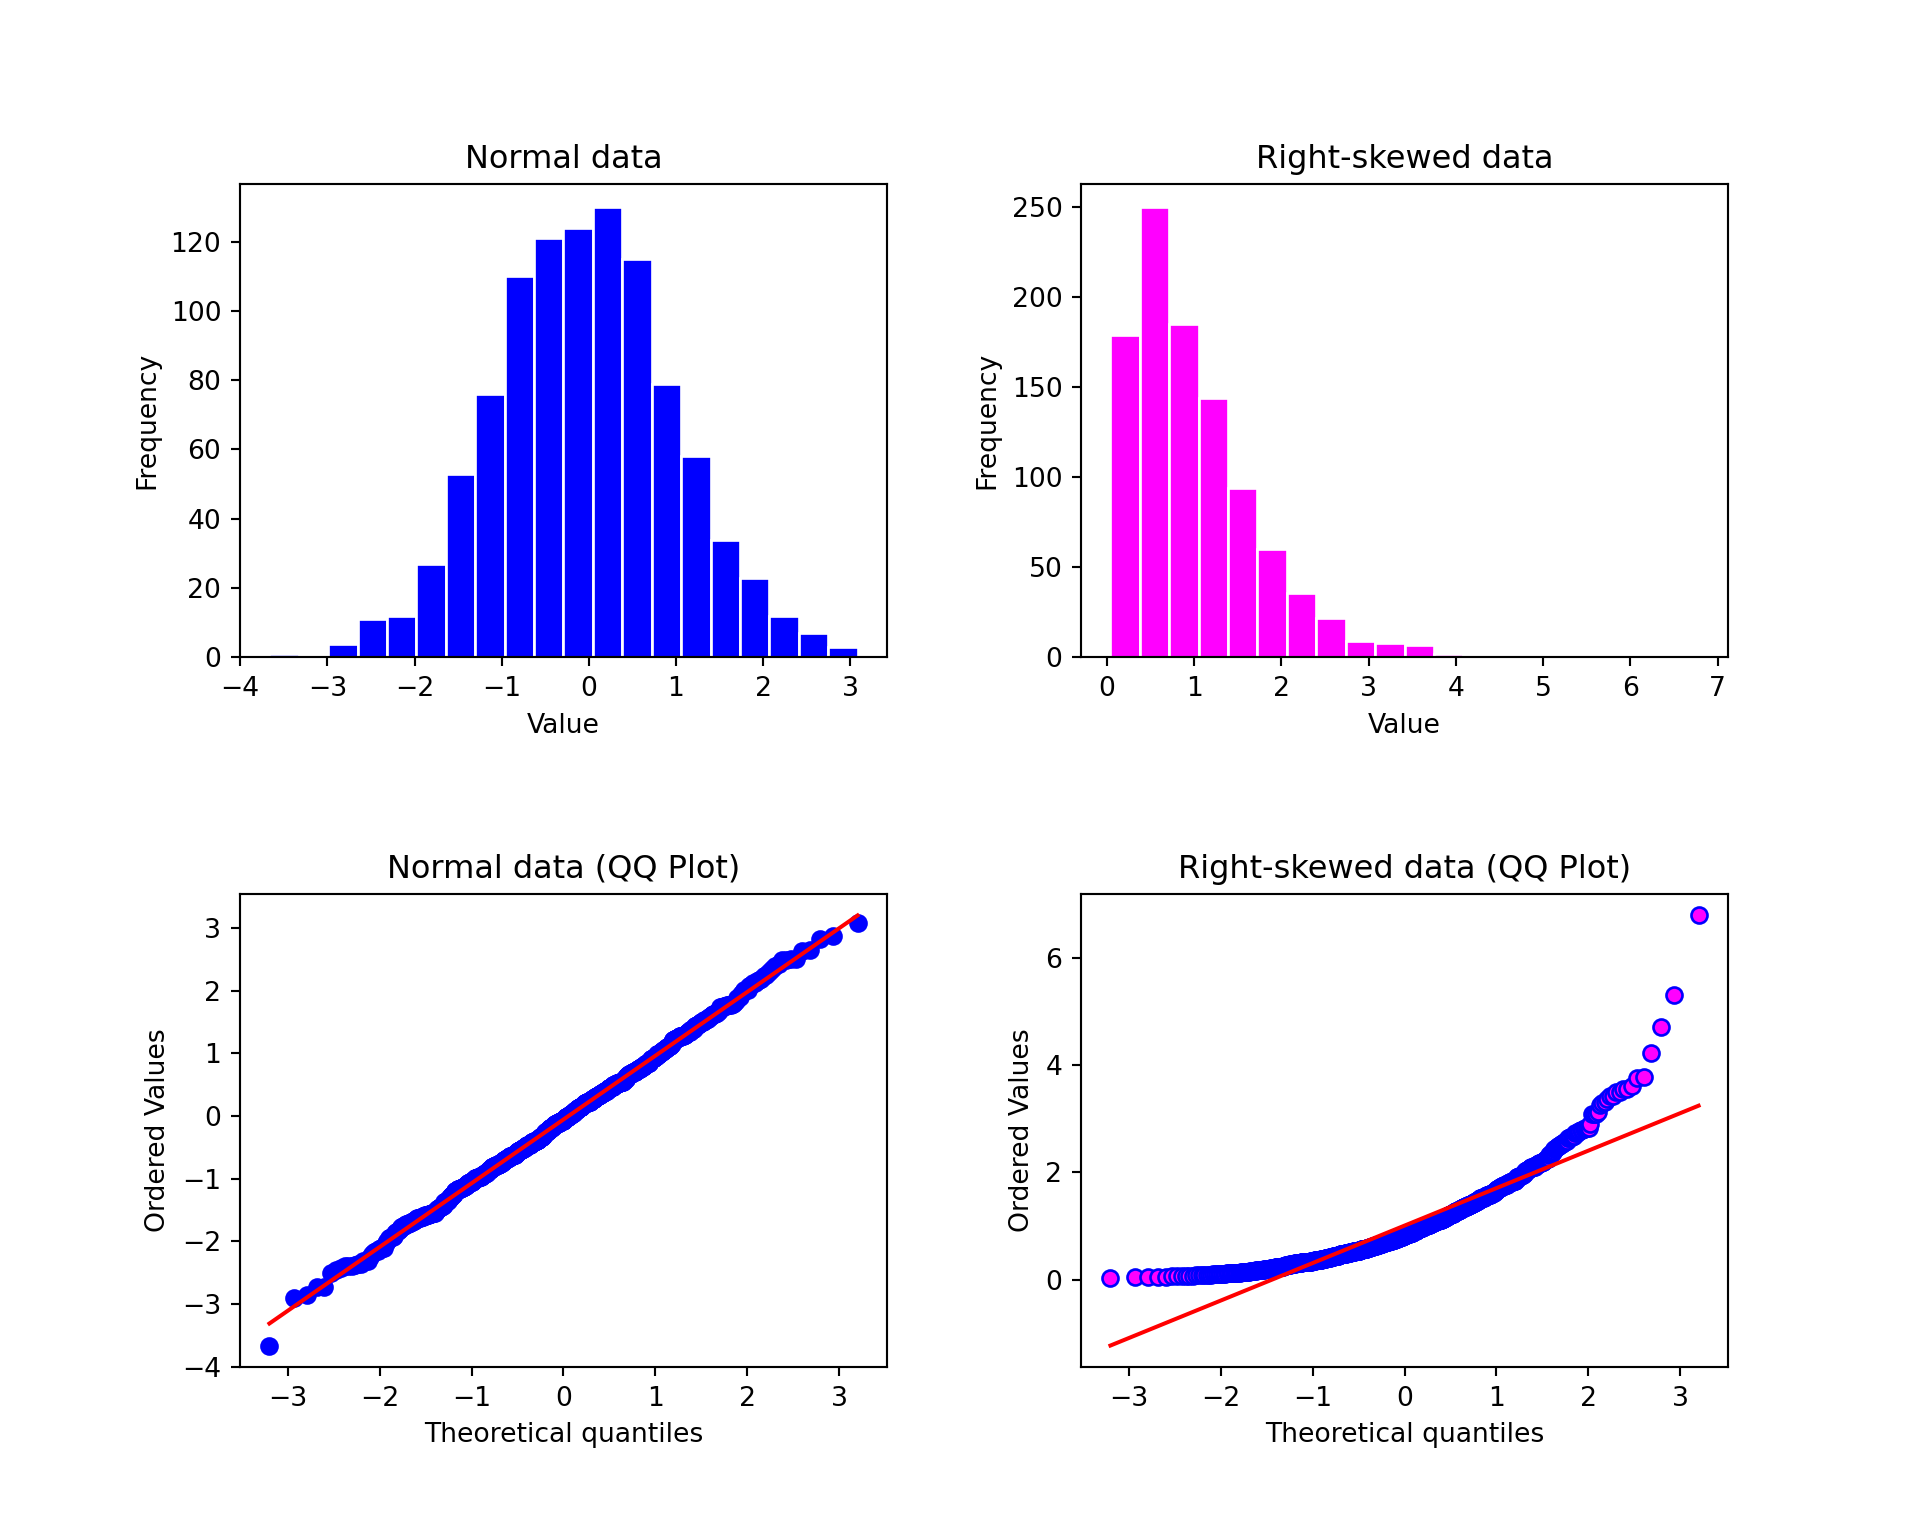 Normal data
Right-skewed data
Frequency
120
100
80
60
40
20
0
−4 −3 −2 −1 0 1 2 3
Value
Frequency
250
200
150
100
50
0
0 1 2 3 4 5 6 7
Value
Normal data (QQ Plot)
Right-skewed data (QQ Plot)
Ordered Values
3
2
1
0
−1
−2
−3
−4
−3 −2 −1 0 1 2 3
Theoretical quantiles
Ordered Values
6
4
2
0
−3 −2 −1 0 1 2 3
Theoretical quantiles